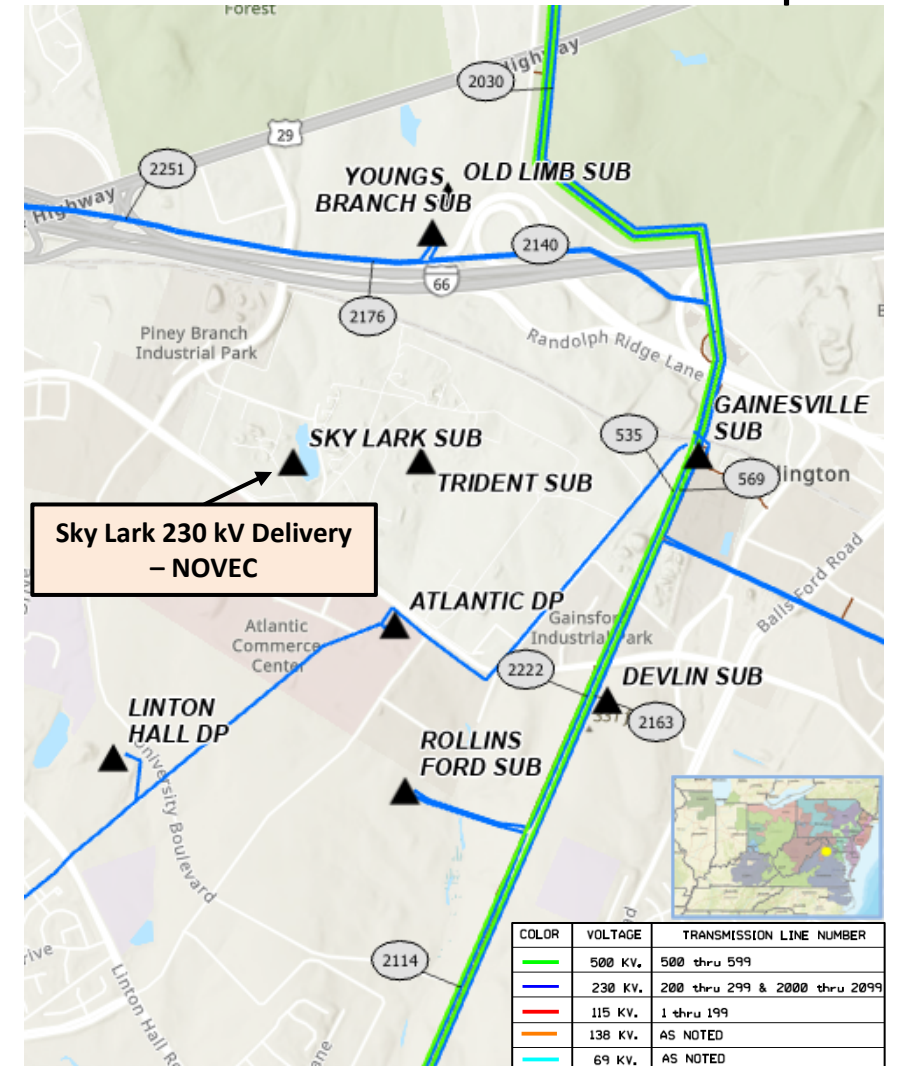 Forest
2030
Highway
29
2251
Highway
YOUNGS
BRANCH SUB
OLD LIMB SUB
2140
66
2176
Piney Branch
Industrial Park
Randolph Ridge Lane
GAINESVILLE
SUB
535
569
lington
SKY LARK SUB
TRIDENT SUB
Sky Lark 230 kV Delivery
– NOVEC
Balls Ford Road
ATLANTIC DP
Atlantic
Commerce
Center
Gainsford
Industrial Park
2222
DEVLIN SUB
2163
LINTON
HALL DP
University Boulevard
ROLLINS
FORD SUB
2114
Linton Hall R
COLOR VOLTAGE TRANSMISSION LINE NUMBER
500 KV. 500 thru 599
230 KV. 200 thru 299 & 2000 thru 2099
115 KV. 1 thru 199
138 KV. AS NOTED
69 KV. AS NOTED